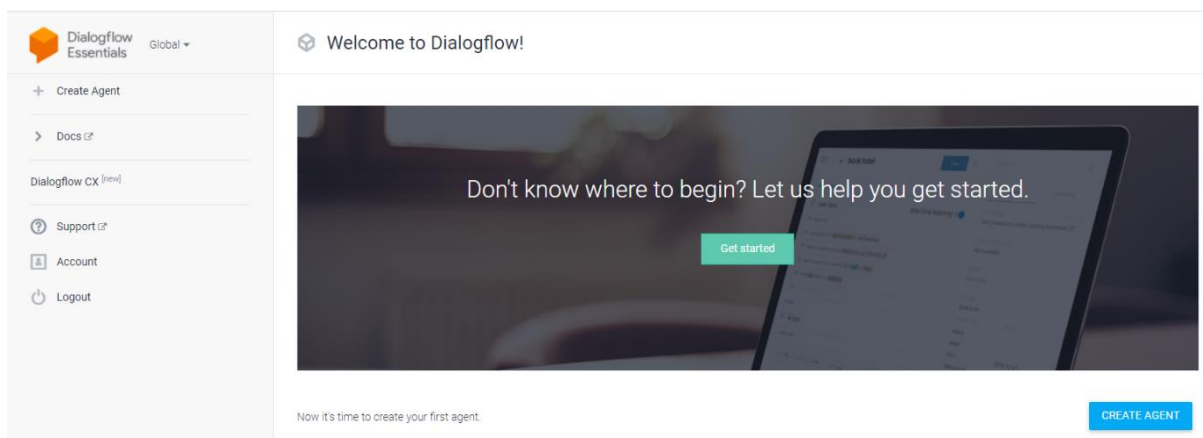 Dialogflow
Essentials
Global
Welcome to Dialogflow!
Create Agent
Docs
Dialogflow CX [new]
Support
Account
Logout
Don't know where to begin? Let us help you get started.
Get started
Now it's time to create your first agent.
CREATE AGENT